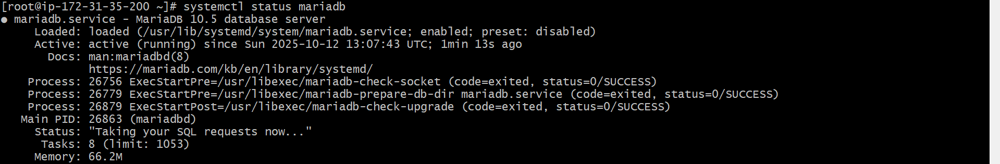 [root@ip-172-31-35-200 ~]# systemctl status mariadb
● mariadb.service - MariaDB 10.5 database server
     Loaded: loaded (/usr/lib/systemd/system/mariadb.service; enabled; preset: disabled)
     Active: active (running) since Sun 2025-10-12 13:07:43 UTC; 1min 13s ago
       Docs: man:mariadbd(8)
             https://mariadb.com/kb/en/library/systemd/
    Process: 26756 ExecStartPre=/usr/libexec/mariadb-check-socket (code=exited, status=0/SUCCESS)
    Process: 26779 ExecStartPre=/usr/libexec/mariadb-prepare-db-dir mariadb.service (code=exited, status=0/SUCCESS)
    Process: 26879 ExecStartPost=/usr/libexec/mariadb-check-upgrade (code=exited, status=0/SUCCESS)
   Main PID: 26863 (mariadbd)
     Status: "Taking your SQL requests now..."
      Tasks: 8 (limit: 1053)
     Memory: 66.2M